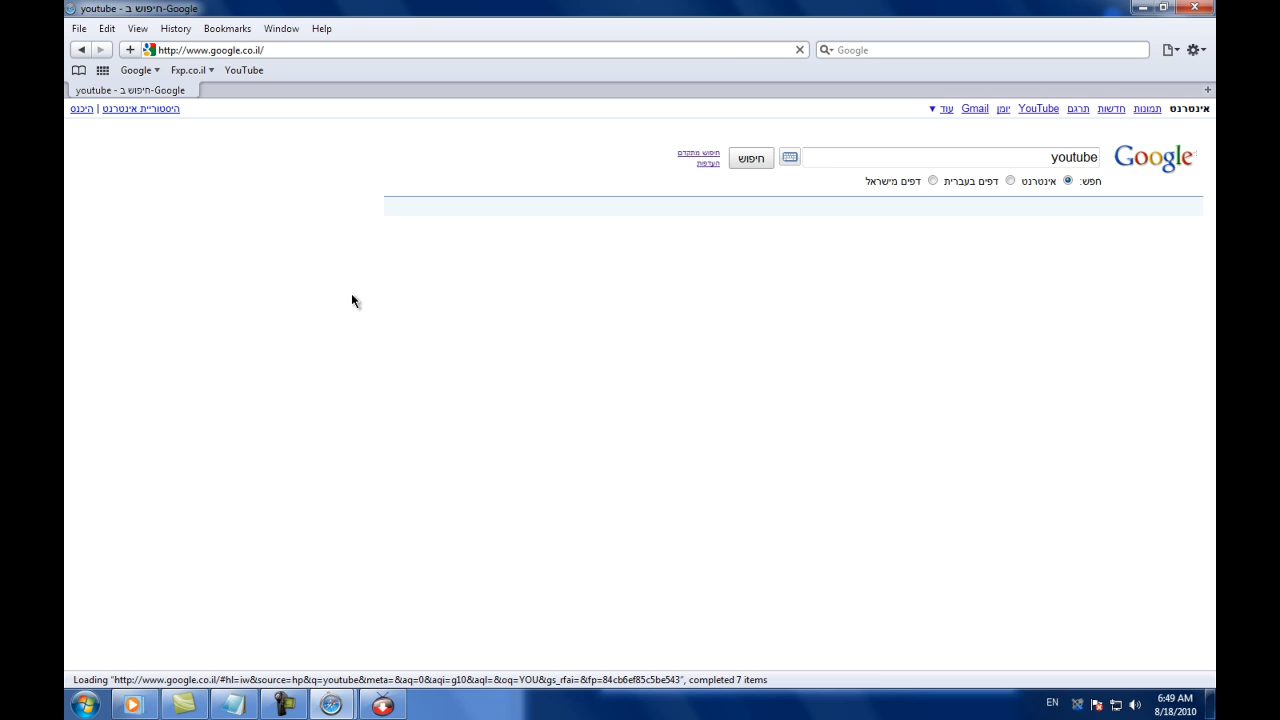 youtube - חיפוש ב-Google
File Edit View History Bookmarks Window Help
http://www.google.co.il/
Google
Google Fxp.co.il YouTube
youtube - חיפוש ב-Google
אינטרנט תמונות חדשות תרגם YouTube יומן Gmail עוד ▼
היסטוריית אינטרנט | היכנס
Google youtube חיפוש
חיפוש מתקדם
העדפות
חפש: אינטרנט דפים בעברית דפים מישראל
Loading "http://www.google.co.il/#hl=iw&source=hp&q=youtube&meta=&aq=0&aqi=g10&aql=&oq=YOU&gs_rfai=&fp=84cb6ef85c5be543", completed 7 items
EN
6:49 AM
8/18/2010